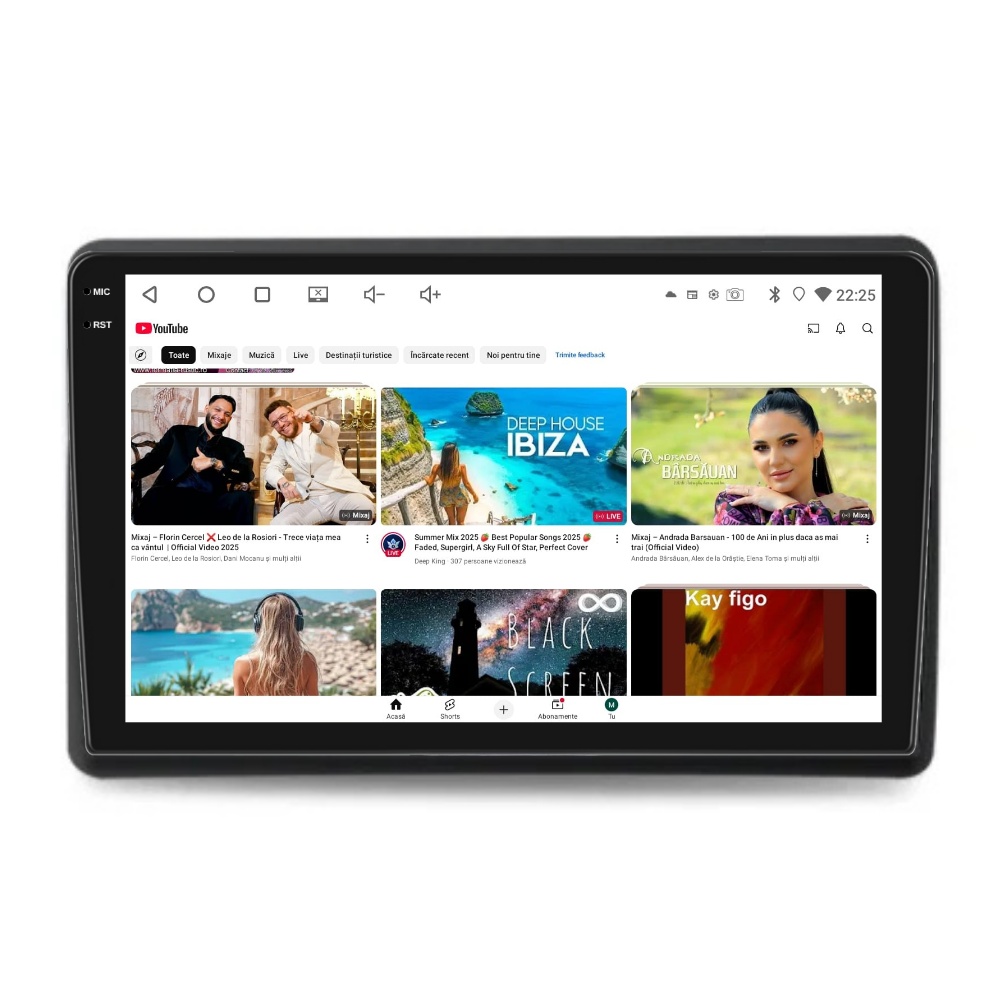 MIC
RST
22:25
YouTube
Toate
Mixaje
Muzică
Live
Destinații turistice
Încărcate recent
Noi pentru tine
Trimite feedback
Mixaj
DEEP HOUSE
IBIZA
LIVE
ANDRADA
BÂRSĂUAN
Mixaj
Mixaj – Florin Cercel ❌ Leo de la Rosiori - Trece viața mea
ca vântul | Official Video 2025
Florin Cercel, Leo de la Rosiori, Dani Mocanu și mulți alții
LIVE
Summer Mix 2025 🍓 Best Popular Songs 2025 🍓
Faded, Supergirl, A Sky Full Of Star, Perfect Cover
Deep King · 307 persoane vizionează
Mixaj – Andrada Barsauan - 100 de Ani in plus daca as mai
trai (Official Video)
Andrada Bârsăuan, Alex de la Orăștie, Elena Toma și mulți alții
BLACK
SCREEN
Kay figo
Acasă
Shorts
Abonamente
M
Tu